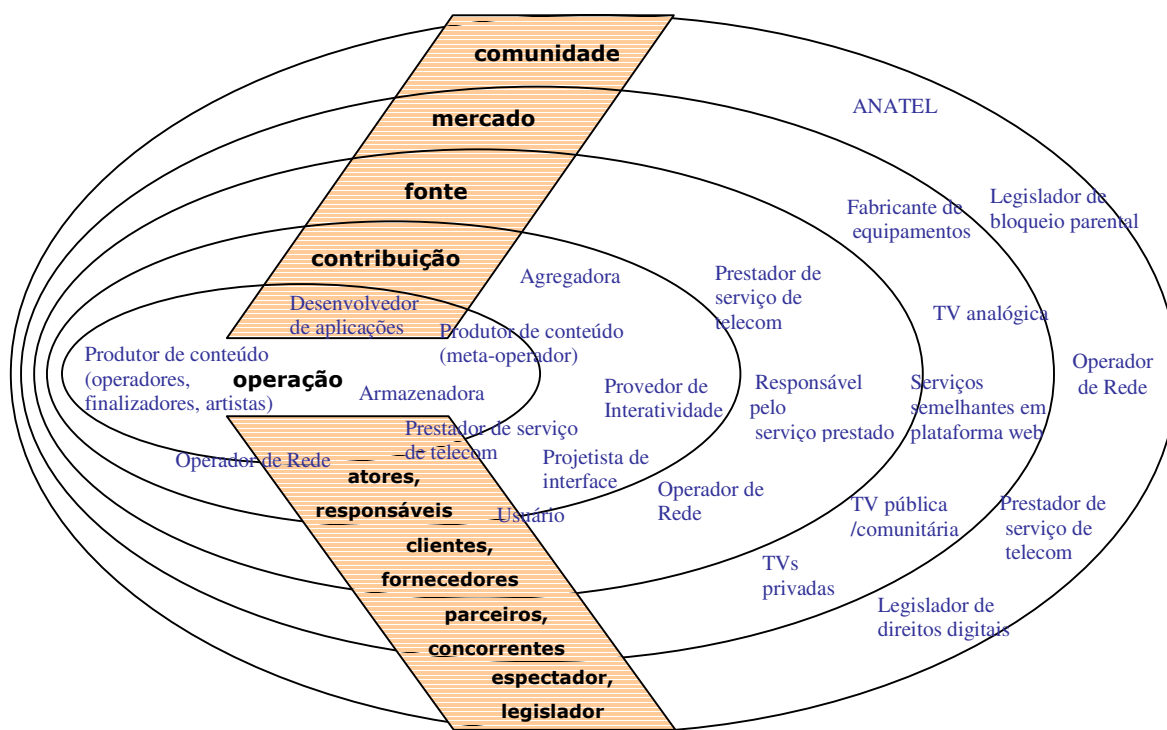 comunidade
mercado
fonte
contribuição
operação
atores,
responsáveis
clientes,
fornecedores
parceiros,
concorrentes
espectador,
legislador
Desenvolvedor
de aplicações
Produtor de conteúdo
(operadores,
finalizadores, artistas)
Armazenadora
Operador de Rede
Agregadora
Produtor de conteúdo
(meta-operador)
Prestador de serviço
de telecom
Provedor de
Interatividade
Projetista de
interface
Usuário
Prestador de
serviço de
telecom
Responsável
pelo
serviço prestado
Operador de
Rede
Fabricante de
equipamentos
TV analógica
Serviços
semelhantes em
plataforma web
TV pública
/comunitária
TVs
privadas
ANATEL
Legislador de
bloqueio parental
Operador
de Rede
Prestador de
serviço de
telecom
Legislador de
direitos digitais